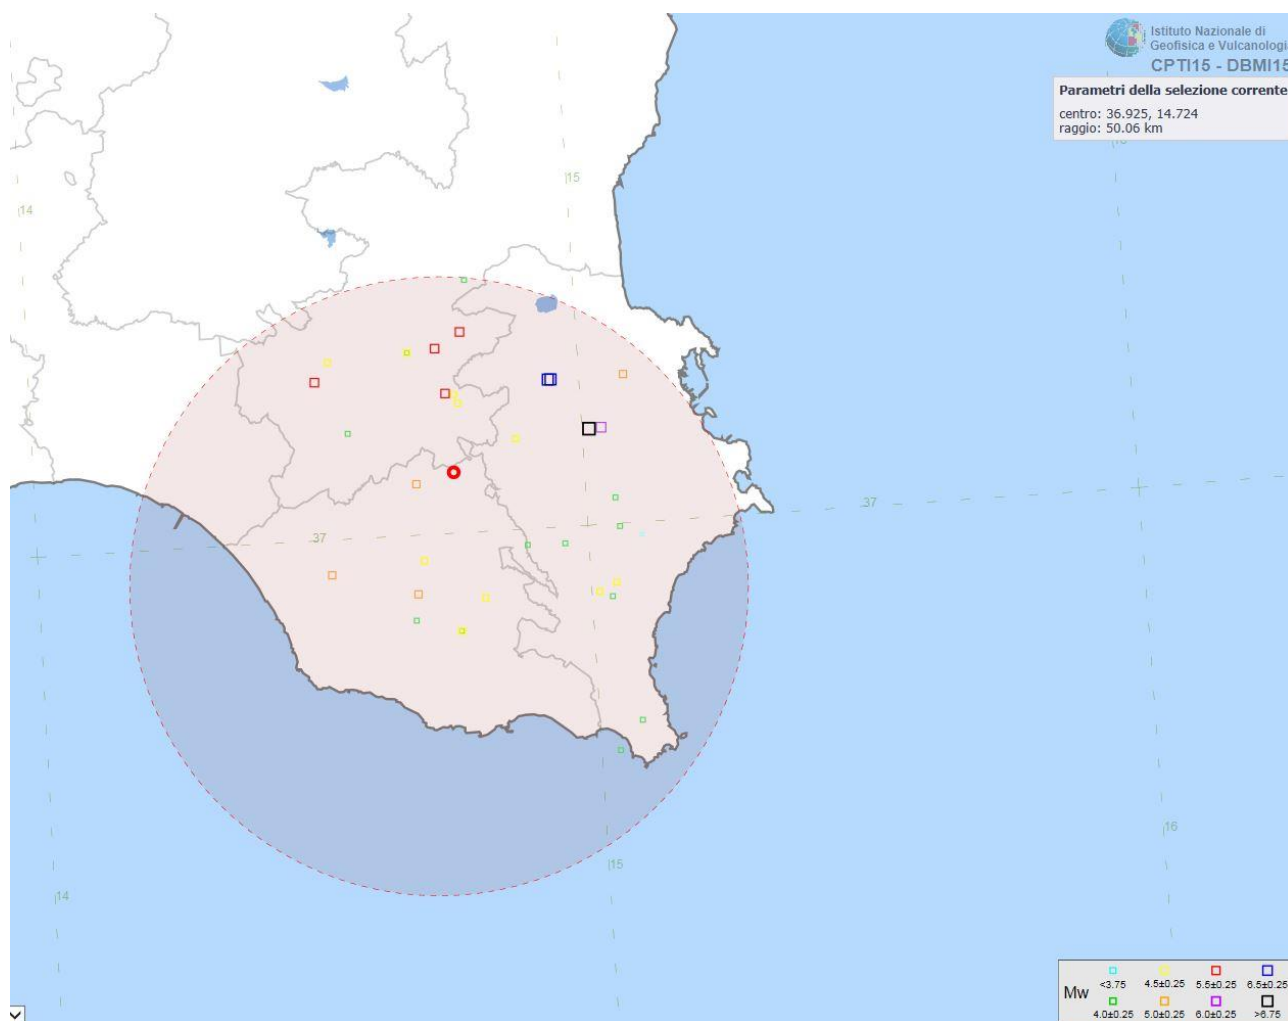 Istituto Nazionale di
Geofisica e Vulcanologi
CPTI15 - DBMI15
Parametri della selezione corrente
centro: 36.925, 14.724
raggio: 50.06 km
15
14
37
37
16
15
14
Mw
<3.75 4.5±0.25 5.5±0.25 6.5±0.25
4.0±0.25 5.0±0.25 6.0±0.25 >6.75